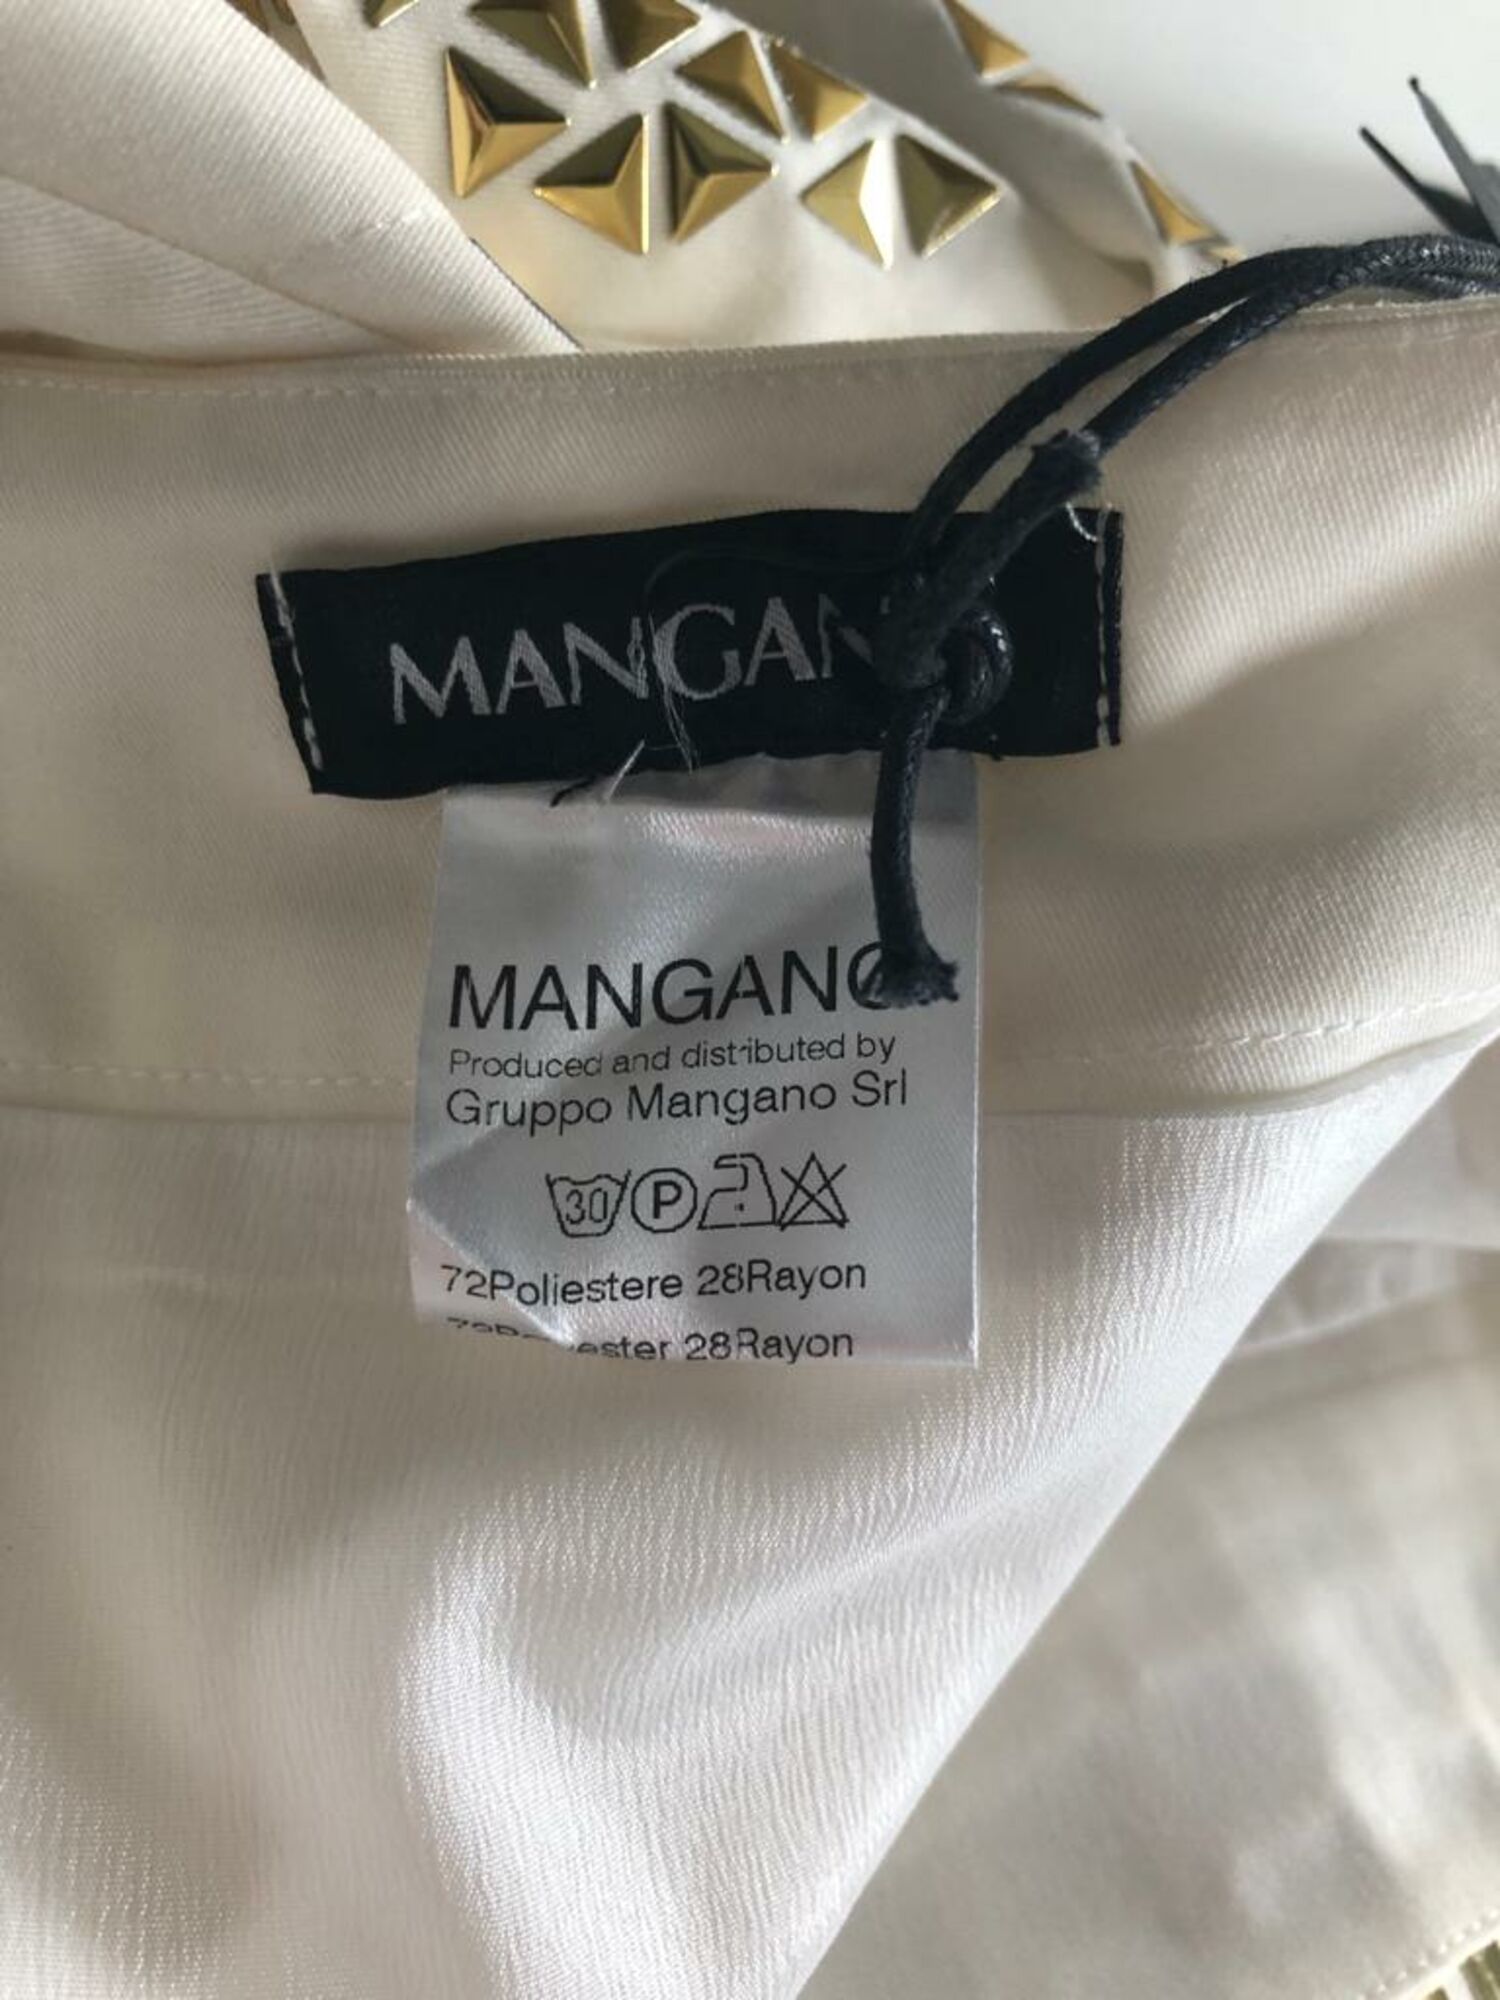 MANGANO
MANGANO
Produced and distributed by
Gruppo Mangano Srl
30 P
72Poliestere 28Rayon
28Rayon